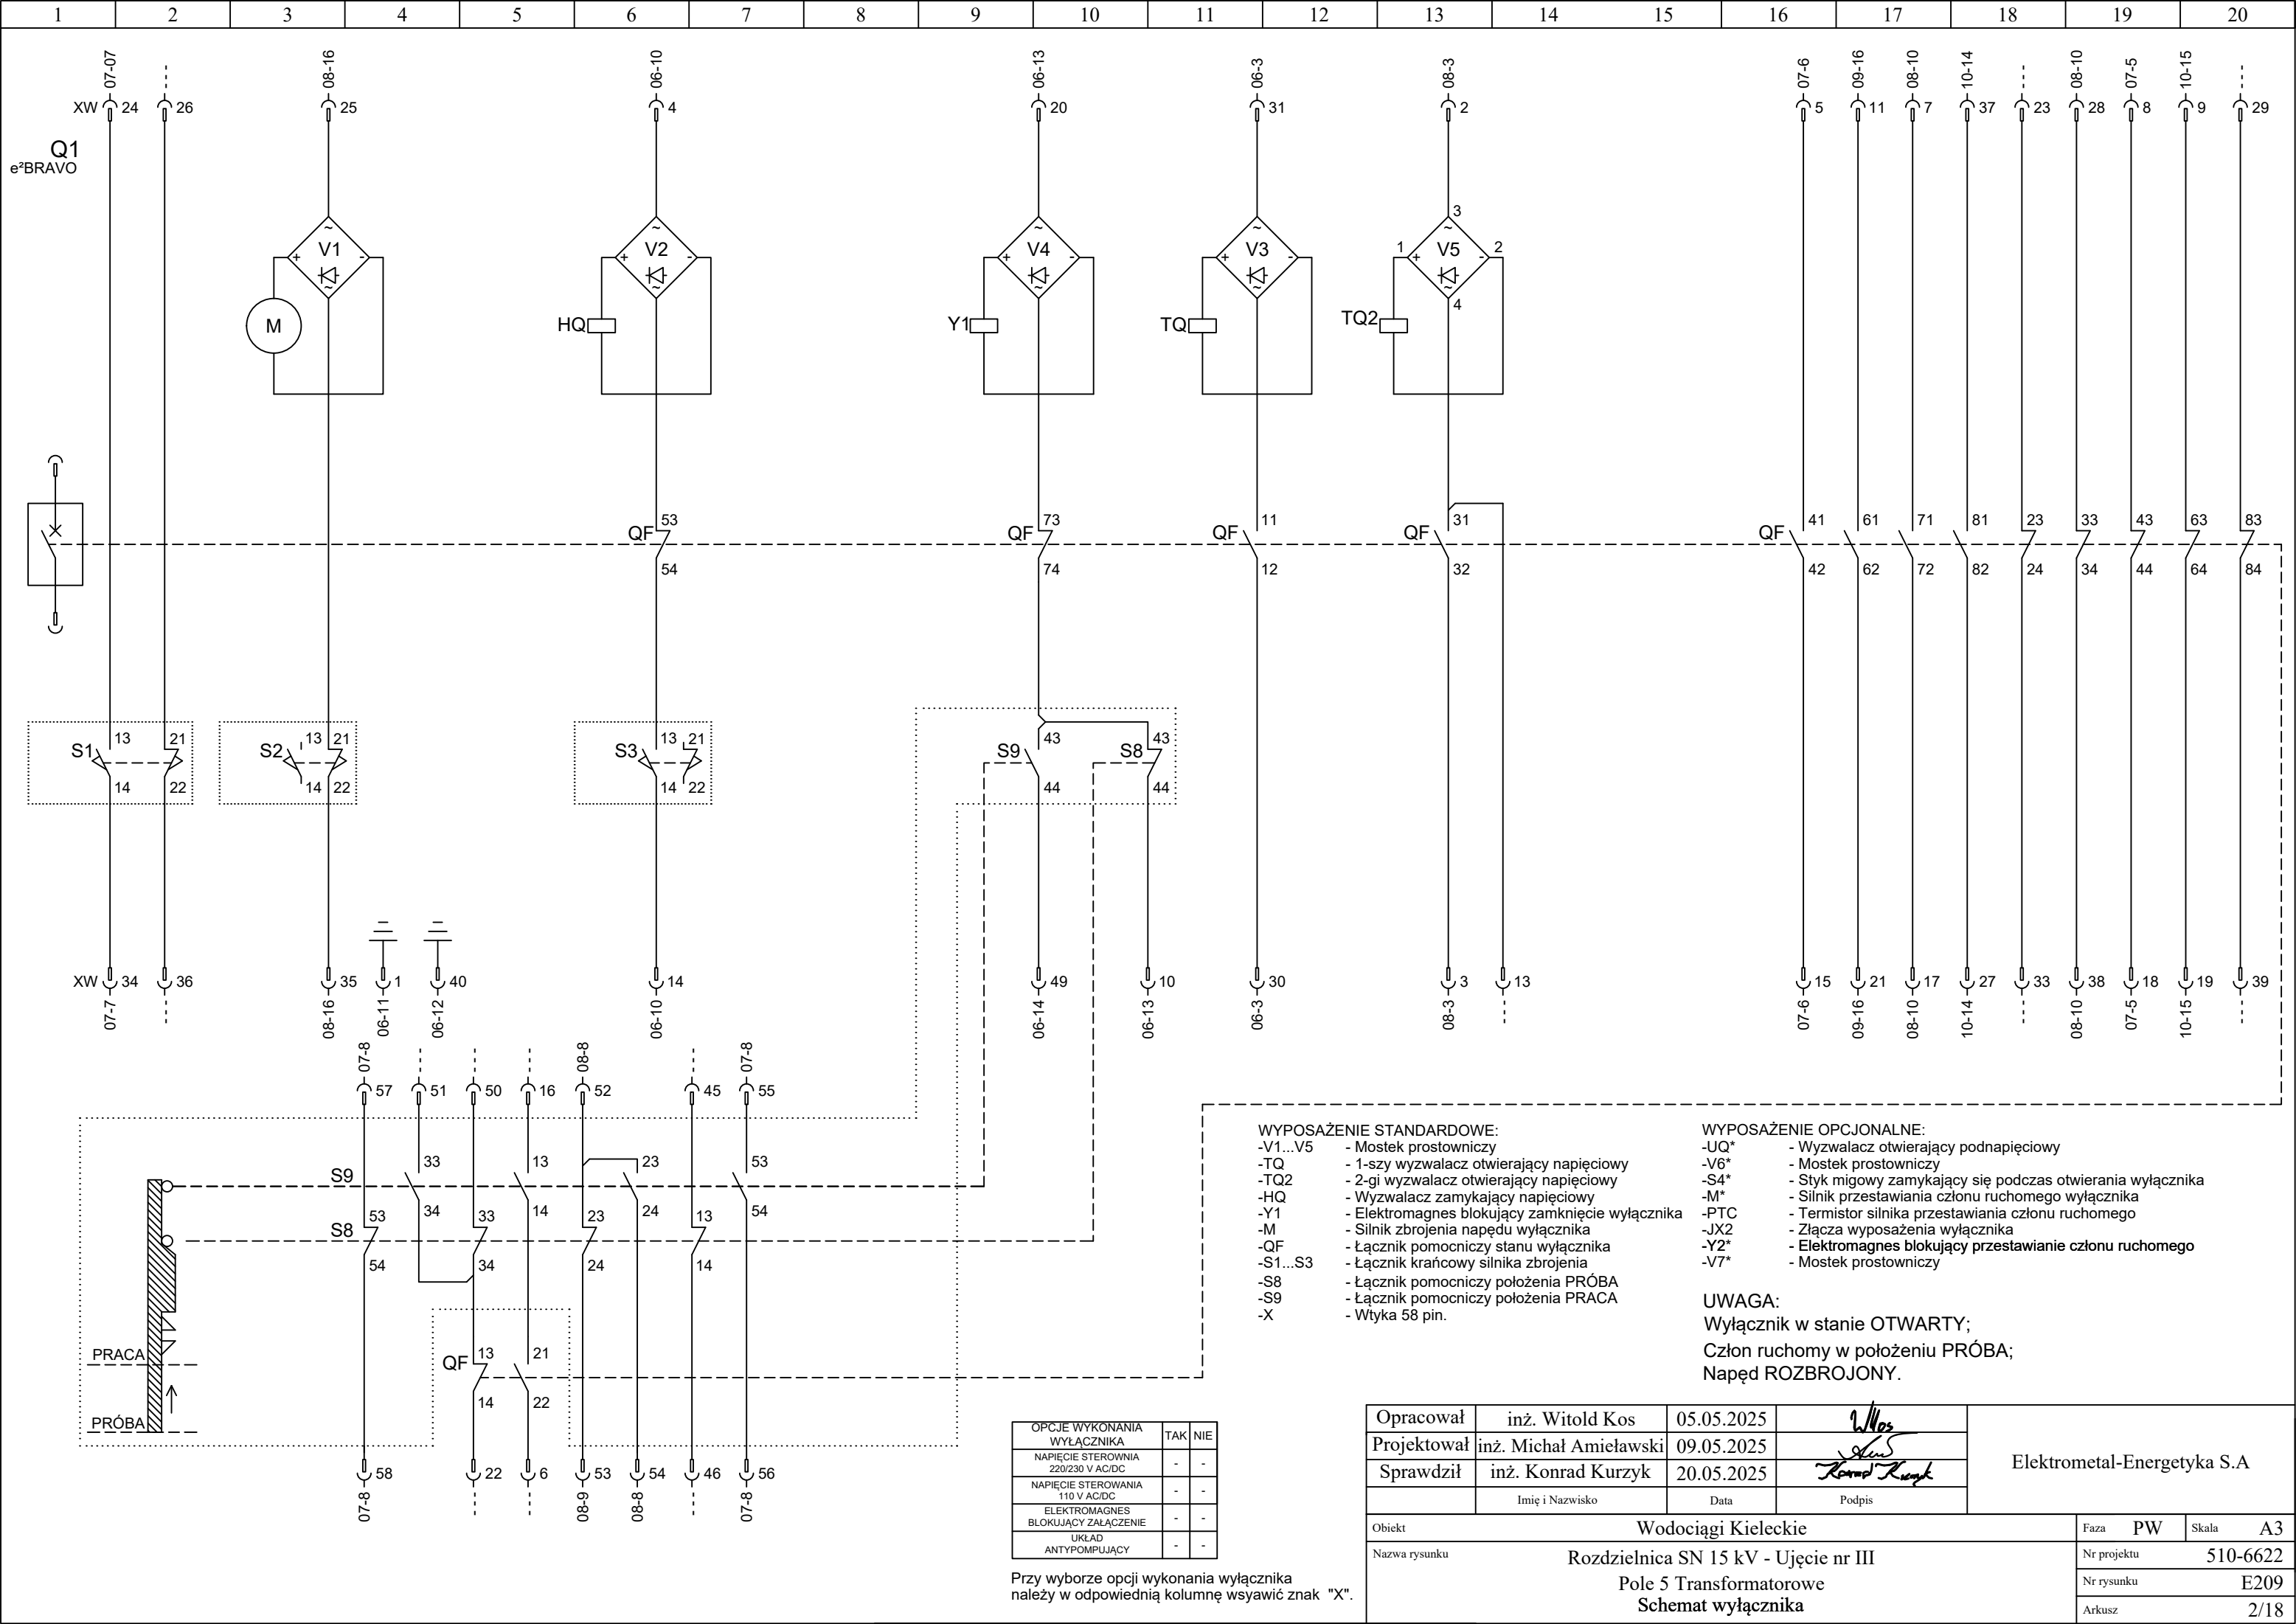 1 2 3 4 5 6 7 8 9 10 11 12 13 14 15 16 17 18 19 20
07-07 ---- 08-16 06-10 06-13 06-3 08-3 07-6 09-16 08-10 10-14 ---- 08-10 07-5 10-15 ----
XW 24 26 25 4 20 31 2 5 11 7 37 23 28 8 9 29
Q1
e²BRAVO
3
~ ~ ~ ~ ~
V1 V2 V4 V3 1 V5 2
+ - + - + - + - + -
~ ~ ~ ~ ~
4
M HQ Y1 TQ TQ2
53 73 11 31 41 61 71 81 23 33 43 63 83
QF QF QF QF QF
54 74 12 32 42 62 72 82 24 34 44 64 84
13 21 13 21 13 21 43 43
S1 S2 S3 S9 S8
14 22 14 22 14 22 44 44
XW 34 36 35 1 40 14 49 10 30 3 13 15 21 17 27 33 38 18 19 39
07-7 ---- 08-16 06-11 06-12 06-10 06-14 06-13 06-3 08-3 ---- 07-6 09-16 08-10 10-14 ---- 08-10 07-5 10-15 ----
07-8 ---- ---- ---- 08-8 ---- 07-8
57 51 50 16 52 45 55
33 13 23 53
S9
34 14 24 54
53 33 23 13
S8
54 34 24 14
PRACA
13 21
QF
14 22
PRÓBA
58 22 6 53 54 46 56
07-8 ---- ---- 08-9 08-8 ---- 07-8
WYPOSAŻENIE STANDARDOWE:
-V1...V5 - Mostek prostowniczy
-TQ - 1-szy wyzwalacz otwierający napięciowy
-TQ2 - 2-gi wyzwalacz otwierający napięciowy
-HQ - Wyzwalacz zamykający napięciowy
-Y1 - Elektromagnes blokujący zamknięcie wyłącznika
-M - Silnik zbrojenia napędu wyłącznika
-QF - Łącznik pomocniczy stanu wyłącznika
-S1...S3 - Łącznik krańcowy silnika zbrojenia
-S8 - Łącznik pomocniczy położenia PRÓBA
-S9 - Łącznik pomocniczy położenia PRACA
-X - Wtyka 58 pin.
WYPOSAŻENIE OPCJONALNE:
-UQ* - Wyzwalacz otwierający podnapięciowy
-V6* - Mostek prostowniczy
-S4* - Styk migowy zamykający się podczas otwierania wyłącznika
-M* - Silnik przestawiania członu ruchomego wyłącznika
-PTC - Termistor silnika przestawiania członu ruchomego
-JX2 - Złącza wyposażenia wyłącznika
-Y2* - Elektromagnes blokujący przestawianie członu ruchomego
-V7* - Mostek prostowniczy
UWAGA:
Wyłącznik w stanie OTWARTY;
Człon ruchomy w położeniu PRÓBA;
Napęd ROZBROJONY.
OPCJE WYKONANIA
WYŁĄCZNIKA TAK NIE
NAPIĘCIE STEROWNIA
220/230 V AC/DC - -
NAPIĘCIE STEROWANIA
110 V AC/DC - -
ELEKTROMAGNES
BLOKUJĄCY ZAŁĄCZENIE - -
UKŁAD
ANTYPOMPUJĄCY - -
Przy wyborze opcji wykonania wyłącznika
należy w odpowiednią kolumnę wsyawić znak "X".
Opracował inż. Witold Kos 05.05.2025
Projektował inż. Michał Amieławski 09.05.2025
Sprawdził inż. Konrad Kurzyk 20.05.2025 Konrad Kurzyk
Imię i Nazwisko Data Podpis
Elektrometal-Energetyka S.A
Obiekt Wodociągi Kieleckie Faza PW Skala A3
Nazwa rysunku Rozdzielnica SN 15 kV - Ujęcie nr III
Pole 5 Transformatorowe
Schemat wyłącznika
Nr projektu 510-6622
Nr rysunku E209
Arkusz 2/18